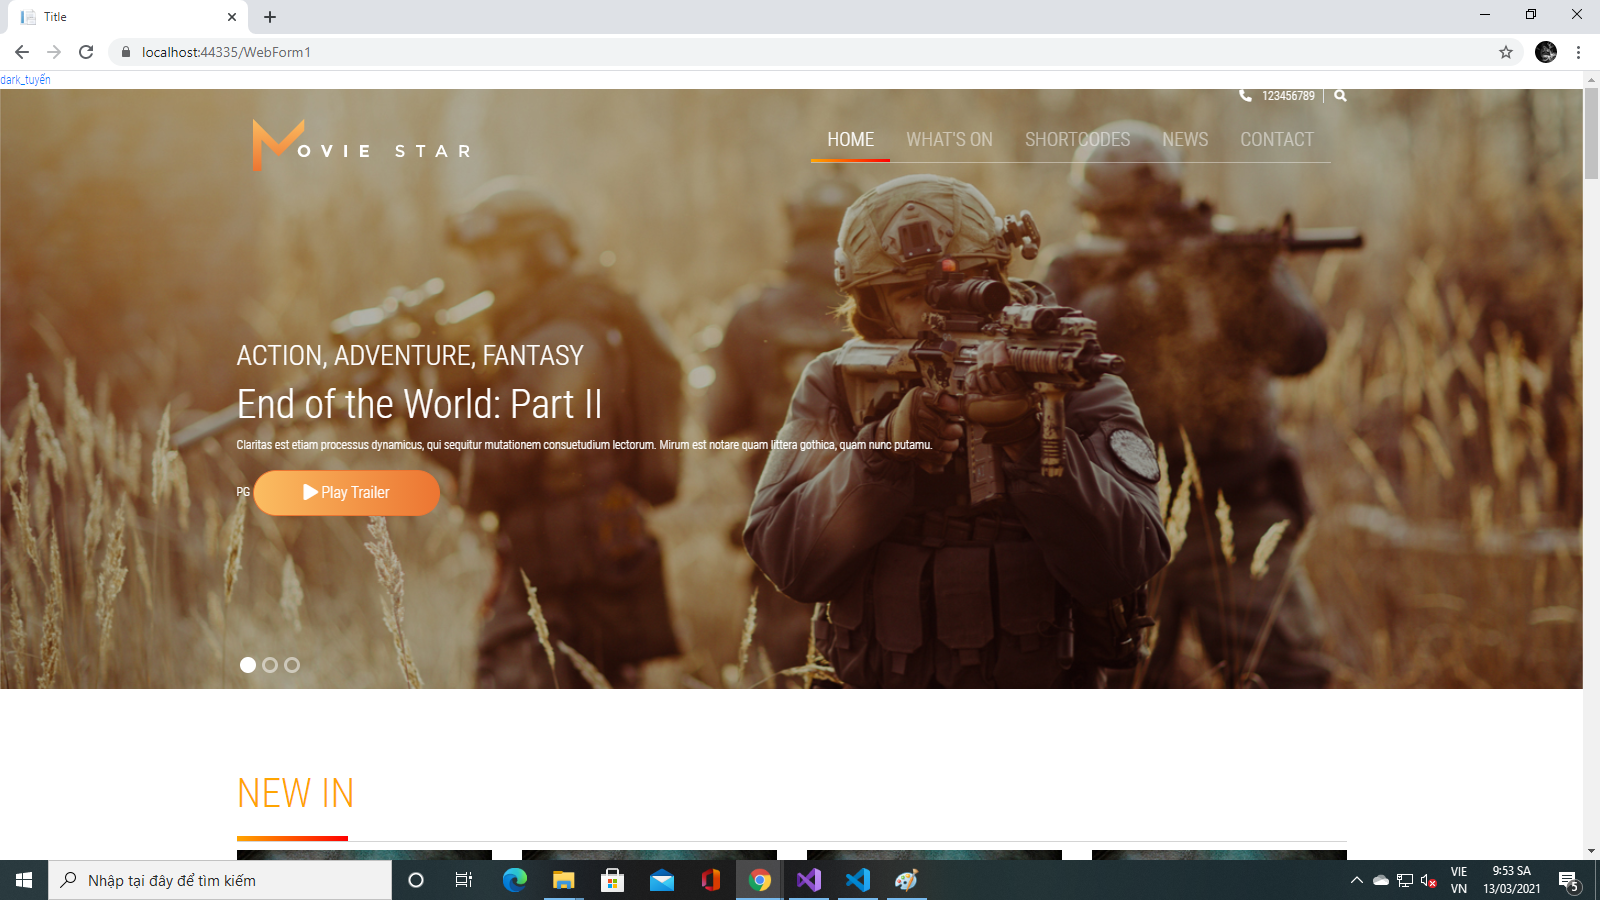 Title
localhost:44335/WebForm1
dark_tuyến
123456789
MOVIE STAR
HOME WHAT'S ON SHORTCODES NEWS CONTACT
ACTION, ADVENTURE, FANTASY
End of the World: Part II
Claritas est etiam processus dynamicus, qui sequitur mutationem consuetudium lectorum. Mirum est notare quam littera gothica, quam nunc putamu.
PG Play Trailer
NEW IN
Nhập tại đây để tìm kiếm
VIE
VN
9:53 SA
13/03/2021
5